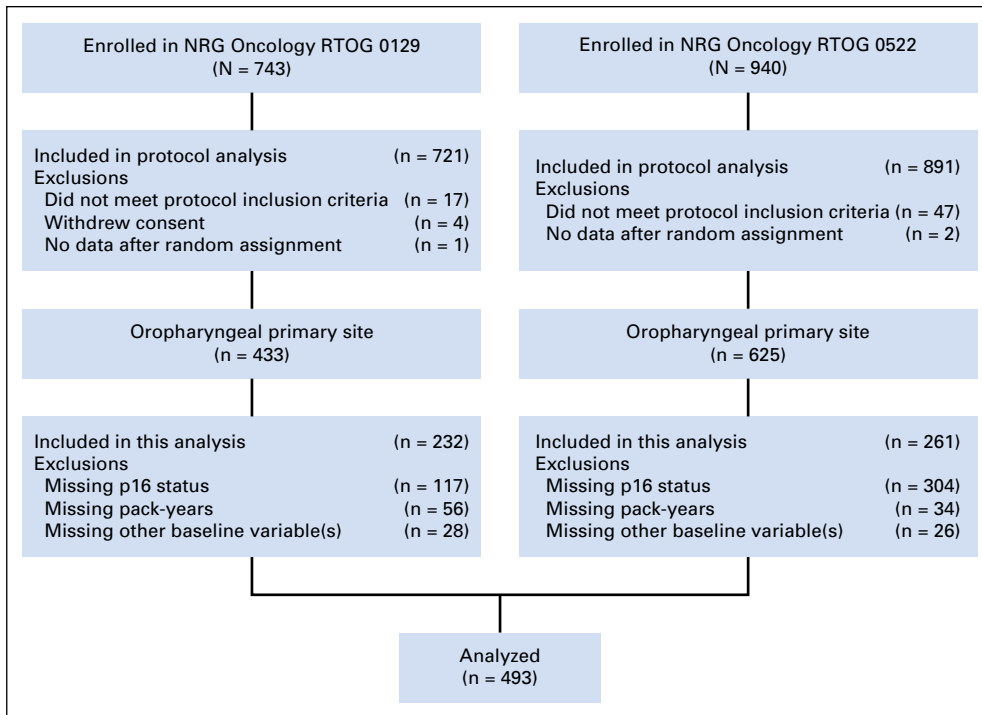 Enrolled in NRG Oncology RTOG 0129
(N = 743)
Included in protocol analysis (n = 721)
Exclusions
Did not meet protocol inclusion criteria (n = 17)
Withdrew consent (n = 4)
No data after random assignment (n = 1)
Oropharyngeal primary site
(n = 433)
Included in this analysis (n = 232)
Exclusions
Missing p16 status (n = 117)
Missing pack-years (n = 56)
Missing other baseline variable(s) (n = 28)
Enrolled in NRG Oncology RTOG 0522
(N = 940)
Included in protocol analysis (n = 891)
Exclusions
Did not meet protocol inclusion criteria (n = 47)
No data after random assignment (n = 2)
Oropharyngeal primary site
(n = 625)
Included in this analysis (n = 261)
Exclusions
Missing p16 status (n = 304)
Missing pack-years (n = 34)
Missing other baseline variable(s) (n = 26)
Analyzed
(n = 493)